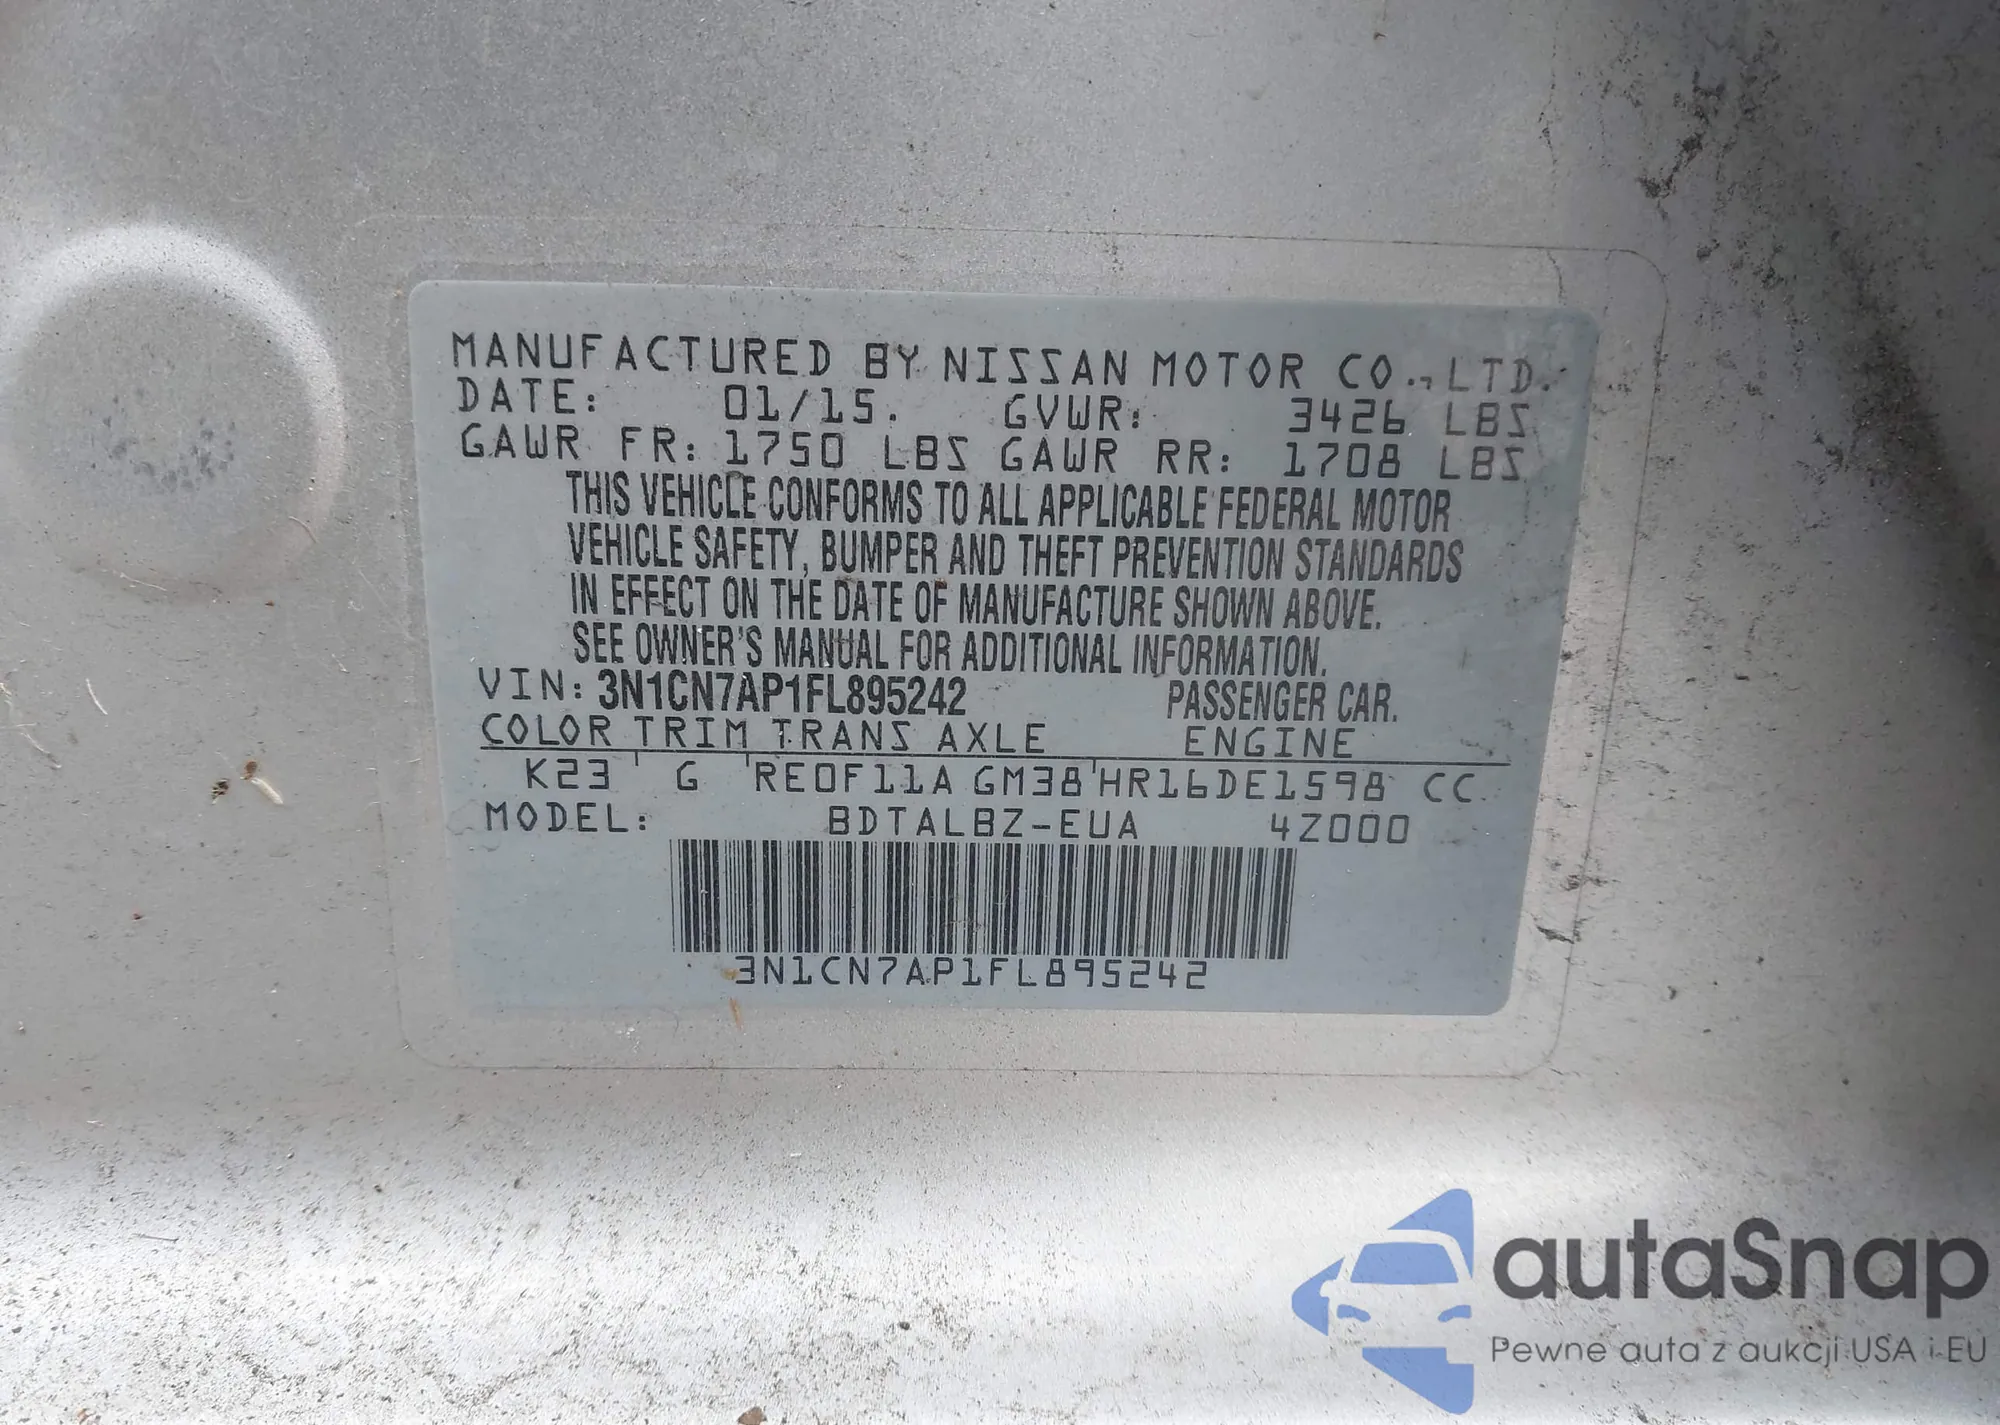 MANUFACTURED BY NISSAN MOTOR CO., LTD.
DATE: 01/15. GVWR: 3426 LBS
GAWR FR: 1750 LBS GAWR RR: 1708 LBS
THIS VEHICLE CONFORMS TO ALL APPLICABLE FEDERAL MOTOR
VEHICLE SAFETY, BUMPER AND THEFT PREVENTION STANDARDS
IN EFFECT ON THE DATE OF MANUFACTURE SHOWN ABOVE.
SEE OWNER'S MANUAL FOR ADDITIONAL INFORMATION.
VIN: 3N1CN7AP1FL895242 PASSENGER CAR.
COLOR TRIM TRANS AXLE ENGINE
K23 G RE0F11A GM38 HR16DE1598 CC
MODEL: BDTALBZ-EUA 4Z000
3N1CN7AP1FL895242
autaSnap
Pewne auta z aukcji USA i EU